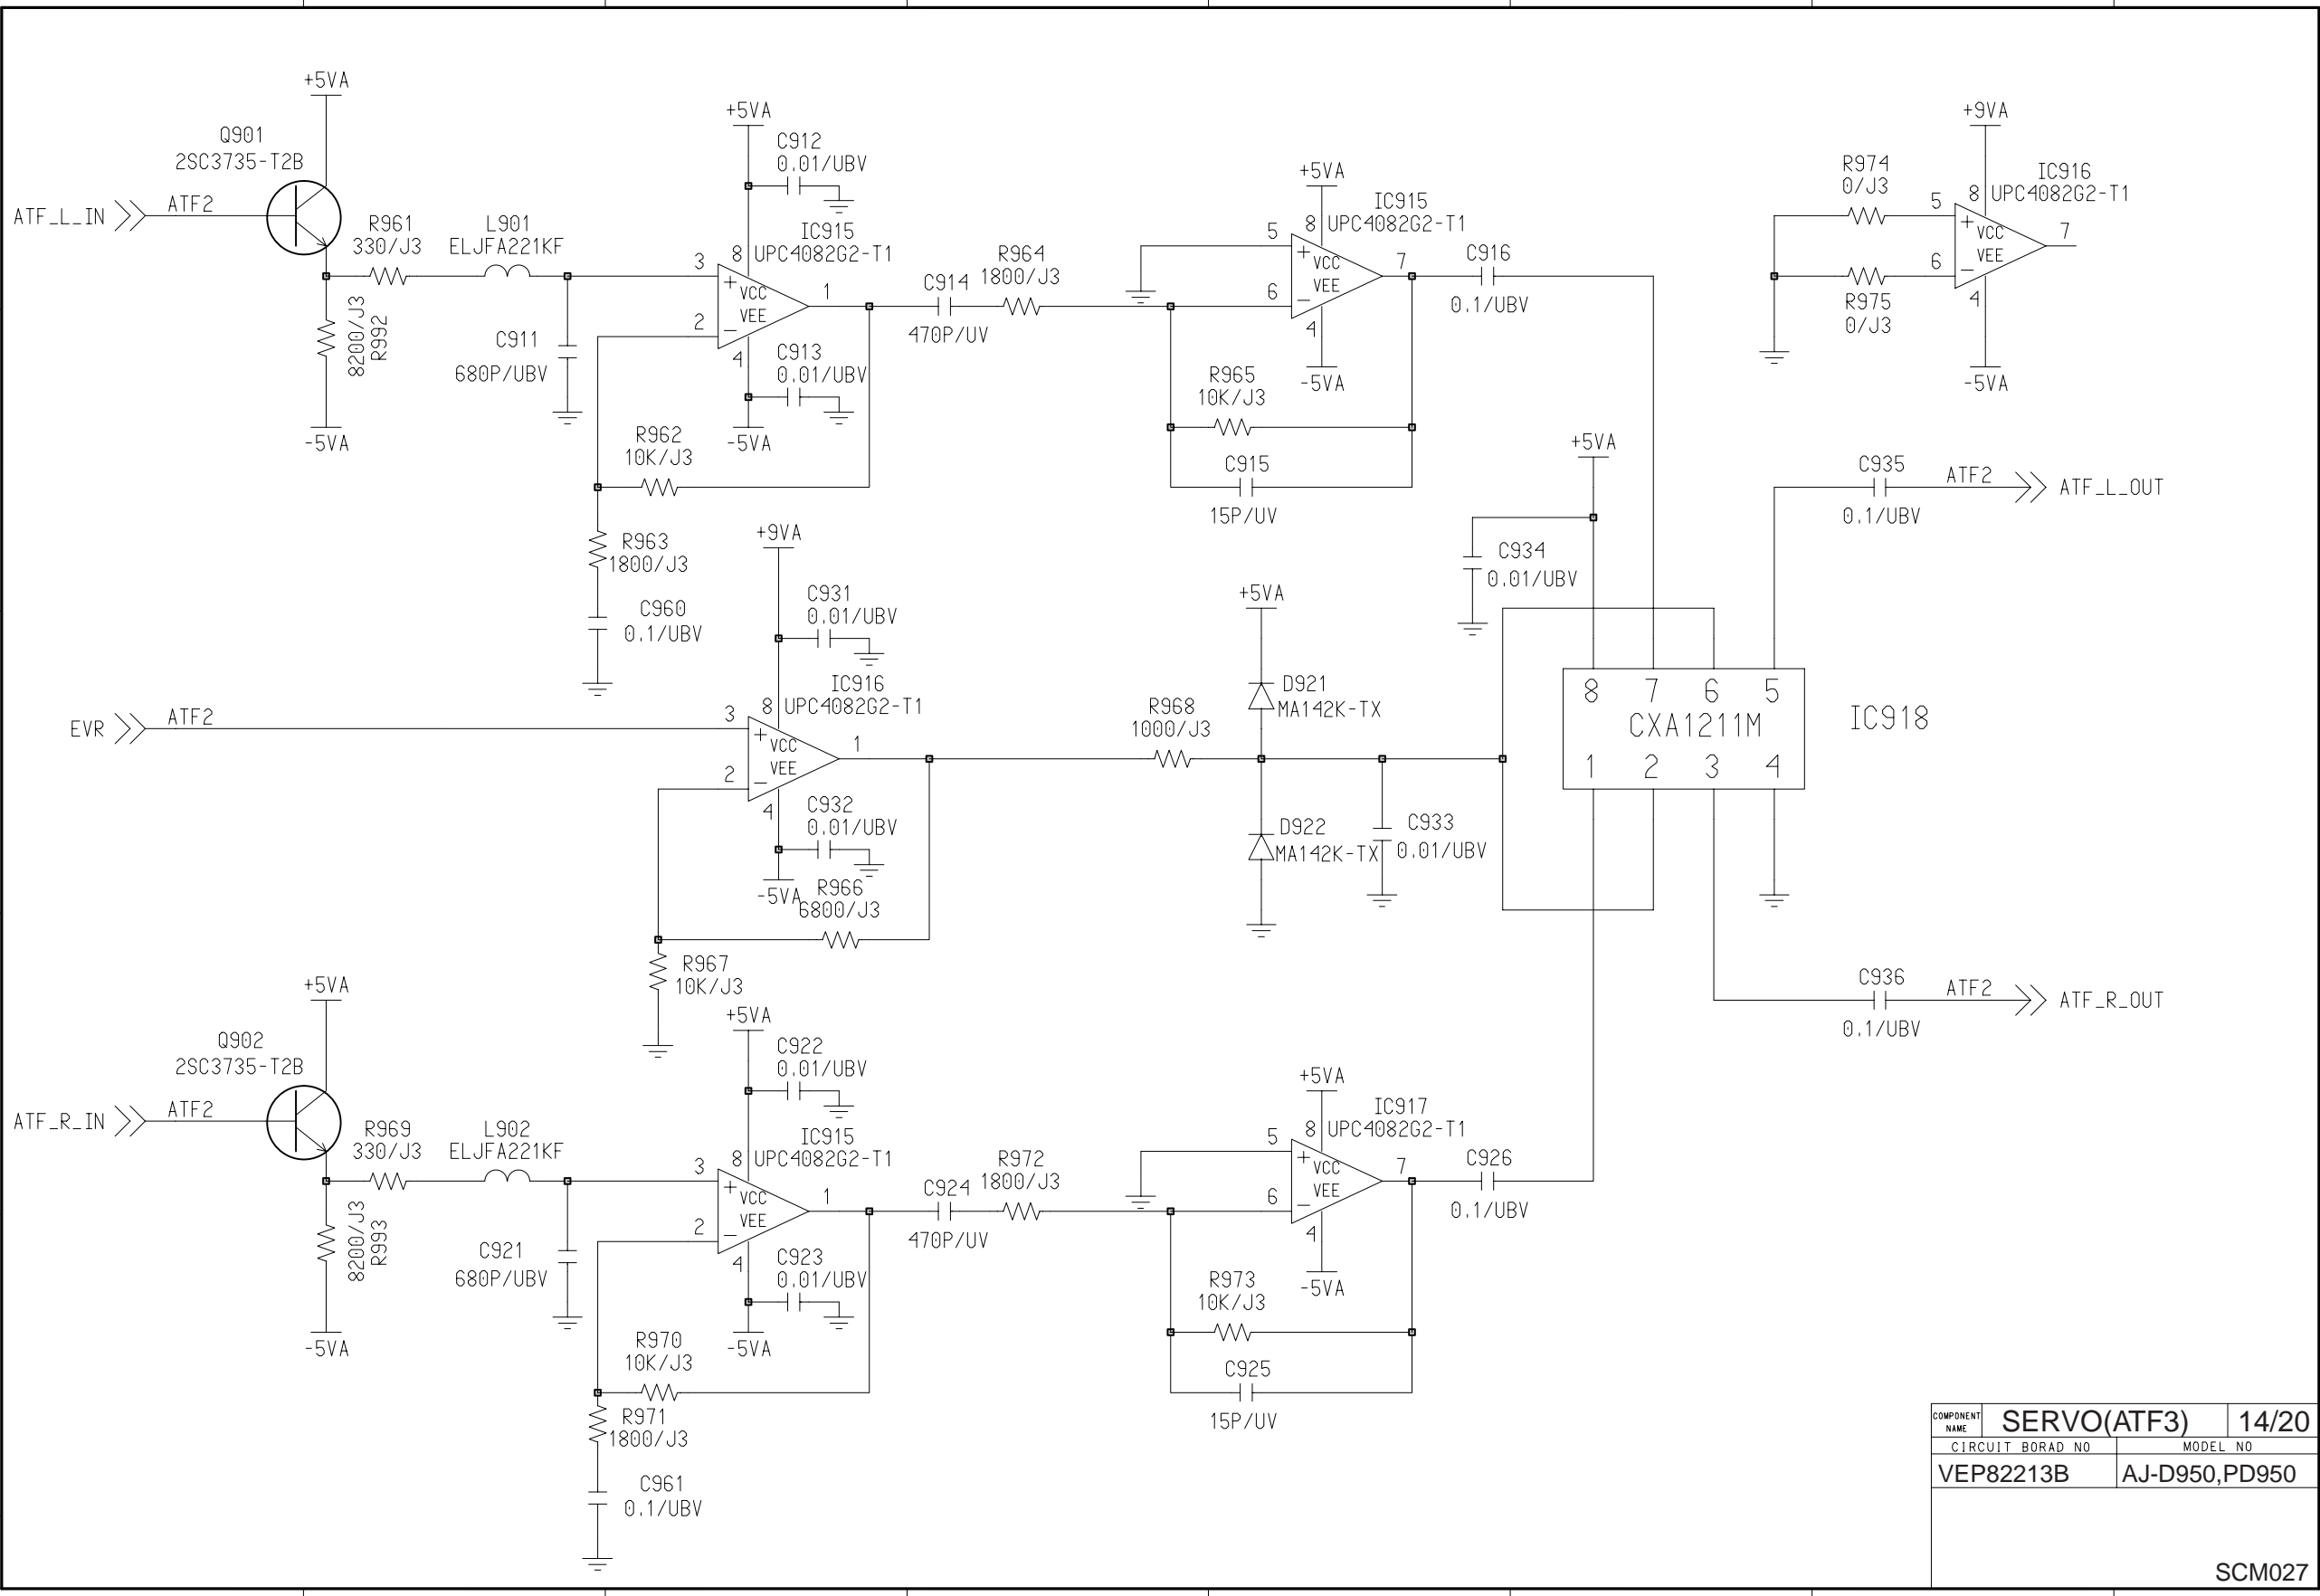 +5VA
Q901
2SC3735-T2B
ATF_L_IN
ATF2
R961
330/J3
L901
ELJFA221KF
8200/J3
R992
-5VA
C911
680P/UBV
+5VA
C912
0.01/UBV
IC915
8 UPC4082G2-T1
3
+ VCC
1
2
- VEE
4
C913
0.01/UBV
-5VA
R962
10K/J3
R963
1800/J3
C960
0.1/UBV
C914
470P/UV
R964
1800/J3
+5VA
IC915
8 UPC4082G2-T1
5
+ VCC
7
6
- VEE
4
-5VA
R965
10K/J3
C915
15P/UV
C916
0.1/UBV
+9VA
R974
0/J3
IC916
8 UPC4082G2-T1
5
+ VCC
7
6
- VEE
4
R975
0/J3
-5VA
+5VA
C934
0.01/UBV
C935
0.1/UBV
ATF2
ATF_L_OUT
EVR
ATF2
+9VA
C931
0.01/UBV
IC916
8 UPC4082G2-T1
3
+ VCC
1
2
- VEE
4
C932
0.01/UBV
-5VA
R966
6800/J3
R967
10K/J3
R968
1000/J3
+5VA
D921
MA142K-TX
D922
MA142K-TX
C933
0.01/UBV
8 7 6 5
CXA1211M
1 2 3 4
IC918
C936
0.1/UBV
ATF2
ATF_R_OUT
+5VA
Q902
2SC3735-T2B
ATF_R_IN
ATF2
R969
330/J3
L902
ELJFA221KF
8200/J3
R993
-5VA
C921
680P/UBV
+5VA
C922
0.01/UBV
IC915
8 UPC4082G2-T1
3
+ VCC
1
2
- VEE
4
C923
0.01/UBV
-5VA
R970
10K/J3
R971
1800/J3
C961
0.1/UBV
C924
470P/UV
R972
1800/J3
+5VA
IC917
8 UPC4082G2-T1
5
+ VCC
7
6
- VEE
4
-5VA
R973
10K/J3
C925
15P/UV
C926
0.1/UBV
COMPONENT NAME
SERVO(ATF3)
14/20
CIRCUIT BORAD NO
MODEL NO
VEP82213B
AJ-D950,PD950
SCM027